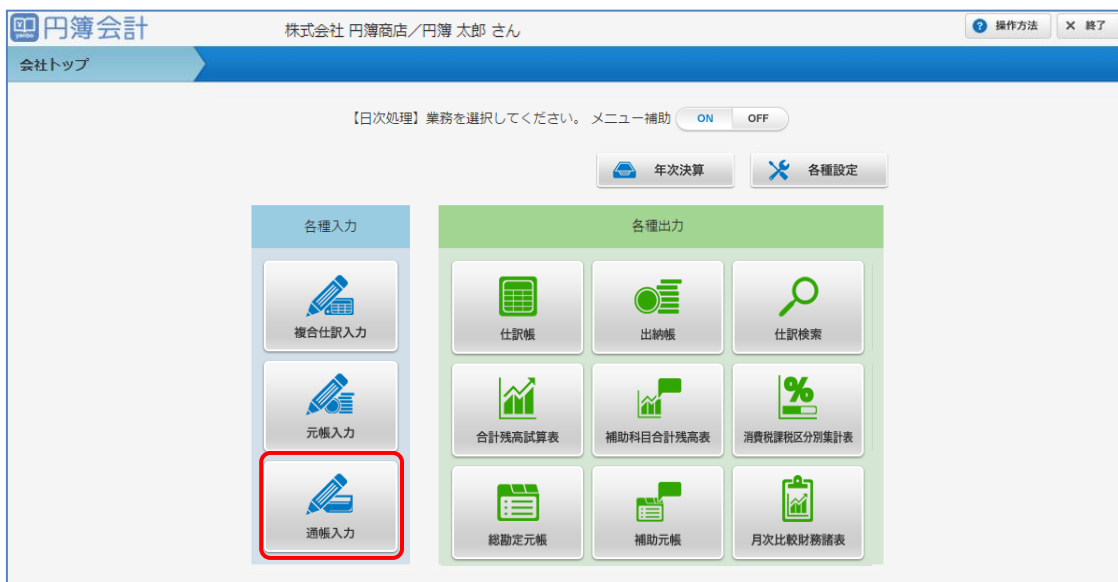 yenbo 円簿会計 株式会社 円簿商店／円簿 太郎 さん ? 操作方法 × 終了
会社トップ
【日次処理】業務を選択してください。 メニュー補助 ON OFF
年次決算 各種設定
各種入力 各種出力
複合仕訳入力 仕訳帳 出納帳 仕訳検索
%
元帳入力 合計残高試算表 補助科目合計残高表 消費税課税区分別集計表
通帳入力 総勘定元帳 補助元帳 月次比較財務諸表